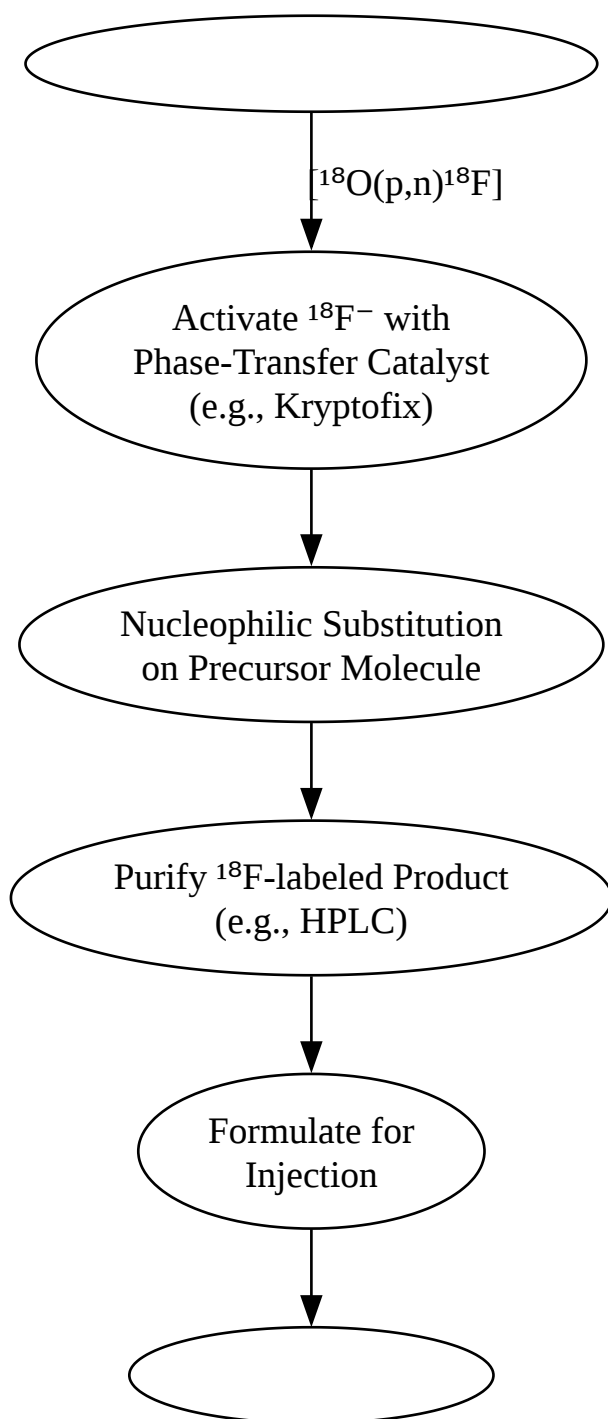 [¹⁸O(p,n)¹⁸F]
Activate ¹⁸F⁻ with
Phase-Transfer Catalyst
(e.g., Kryptofix)
Nucleophilic Substitution
on Precursor Molecule
Purify ¹⁸F-labeled Product
(e.g., HPLC)
Formulate for
Injection